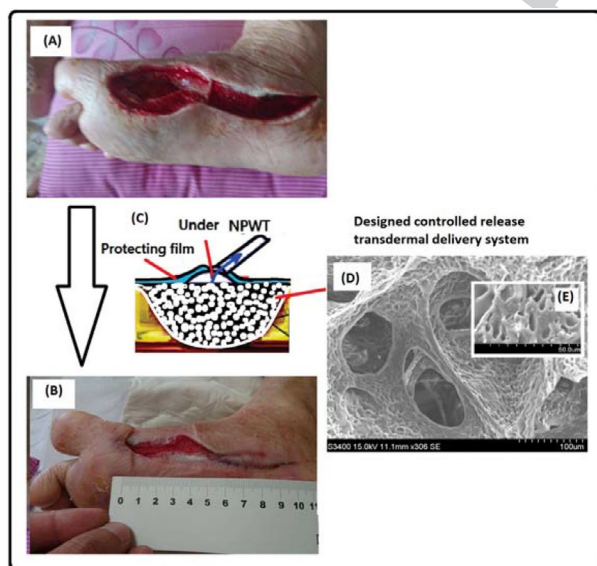 (A)
(C)
Under NPWT
Protecting film
Designed controlled release
transdermal delivery system
(D)
(E)
50.0um
S3400 15.0kV 11.1mm x306 SE
100um
(B)
0 1 2 3 4 5 6 7 8 9 10